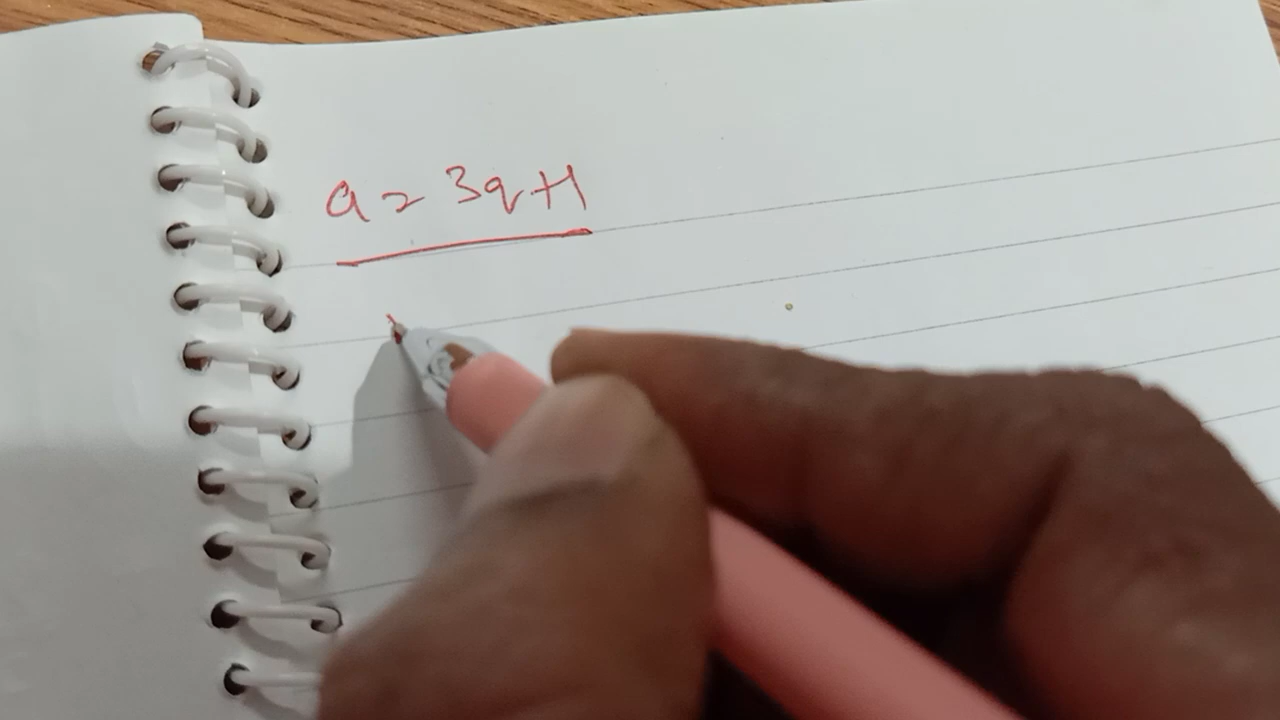 a = 3q+1